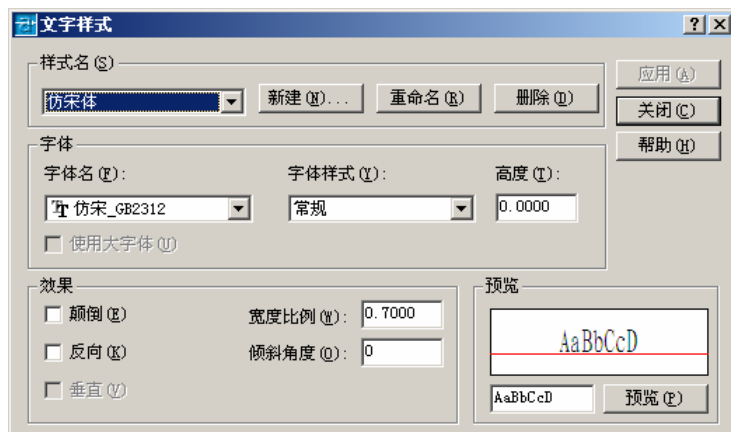 文字样式
样式名(S)
仿宋体
新建(N)...
重命名(R)
删除(D)
应用(A)
关闭(C)
帮助(H)
字体
字体名(F):
字体样式(Y):
高度(T):
仿宋_GB2312
常规
0.0000
使用大字体(U)
效果
颠倒(E)
宽度比例(W):
0.7000
反向(K)
倾斜角度(O):
0
垂直(V)
预览
AaBbCcD
AaBbCcD
预览(P)